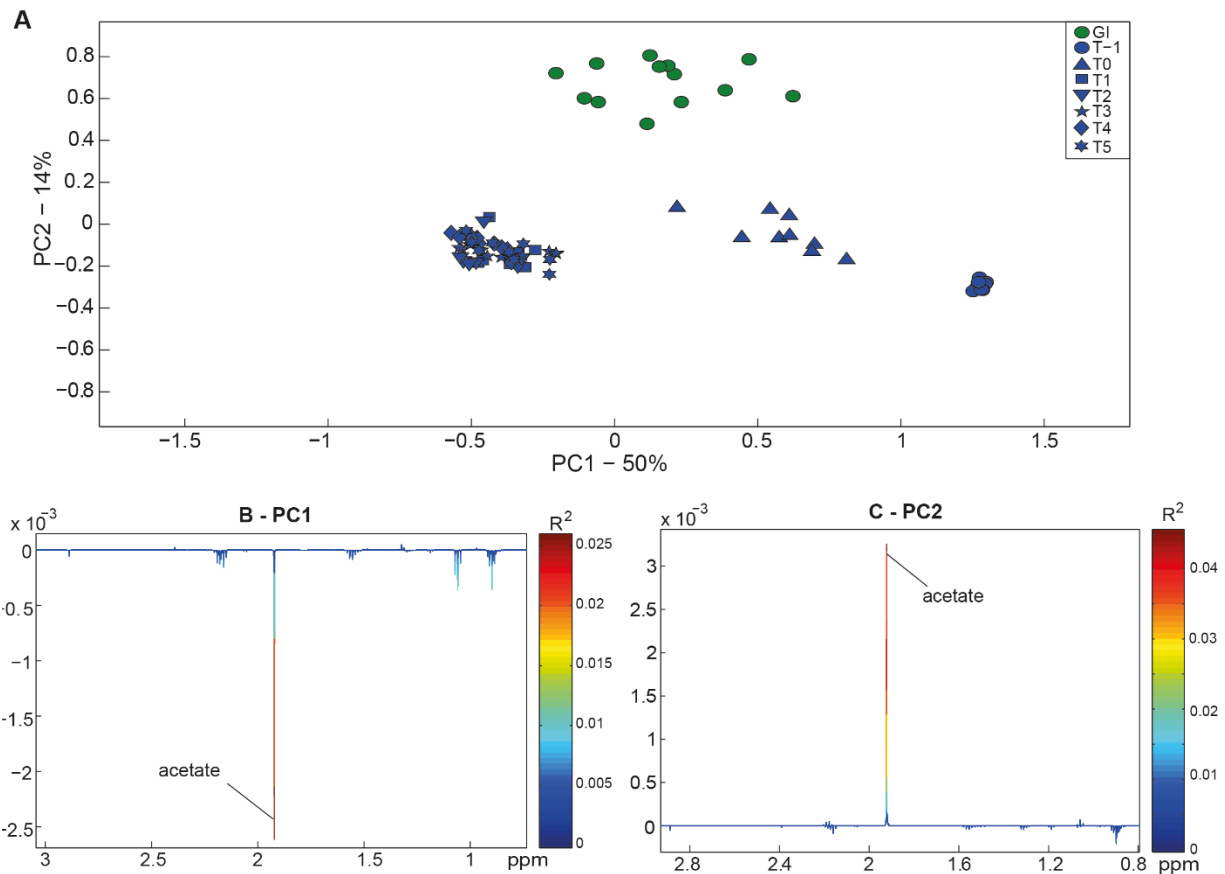 A
GI
T−1
T0
T1
T2
T3
T4
T5
PC2 − 14%
0.8
0.6
0.4
0.2
0
−0.2
−0.4
−0.6
−0.8
−1.5
−1
−0.5
0
0.5
1
1.5
PC1 − 50%
B - PC1
x 10⁻³
R²
0
-0.5
−1
−1.5
−2
-2.5
acetate
0.025
0.02
0.015
0.01
0.005
0
3
2.5
2
1.5
1
ppm
C - PC2
x 10⁻³
R²
3
2.5
2
1.5
1
0.5
0
acetate
0.04
0.03
0.02
0.01
0
2.8
2.4
2
1.6
1.2
0.8
ppm